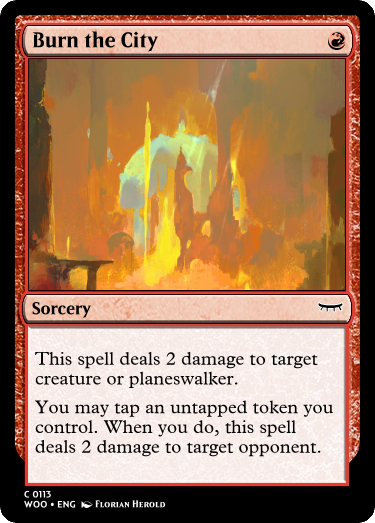 Burn the City
Sorcery
This spell deals 2 damage to target
creature or planeswalker.
You may tap an untapped token you
control. When you do, this spell
deals 2 damage to target opponent.
C 0113
WOO • ENG Florian Herold